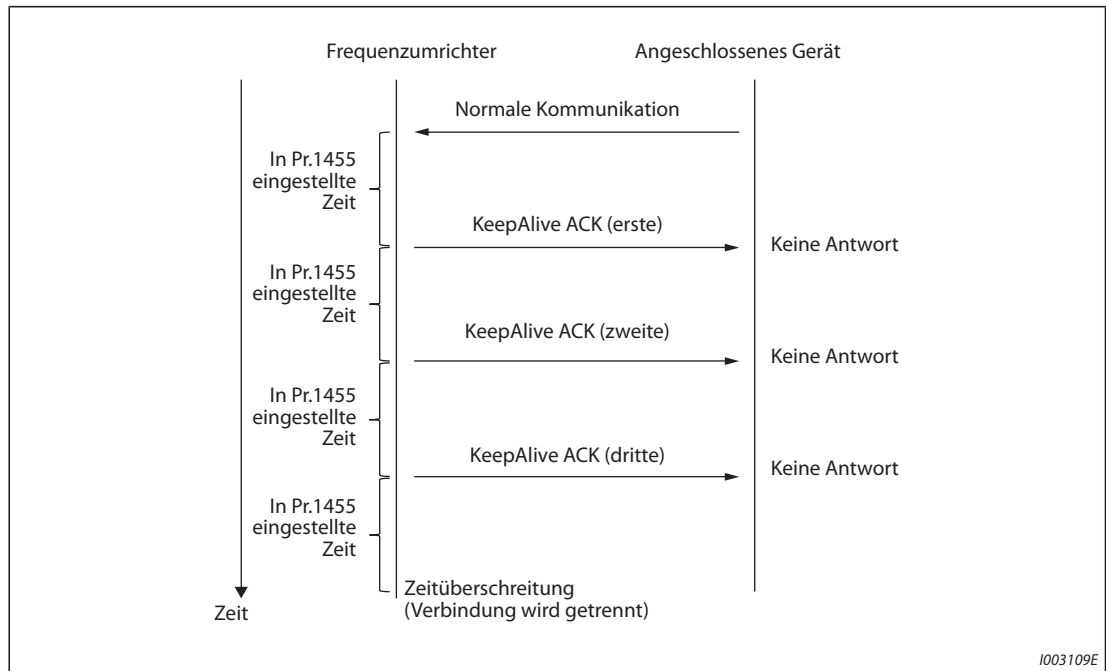 Frequenzumrichter
Angeschlossenes Gerät
Normale Kommunikation
In Pr.1455
eingestellte
Zeit
KeepAlive ACK (erste)
Keine Antwort
In Pr.1455
eingestellte
Zeit
KeepAlive ACK (zweite)
Keine Antwort
In Pr.1455
eingestellte
Zeit
KeepAlive ACK (dritte)
Keine Antwort
In Pr.1455
eingestellte
Zeit
Zeitüberschreitung
(Verbindung wird getrennt)
Zeit
I003109E